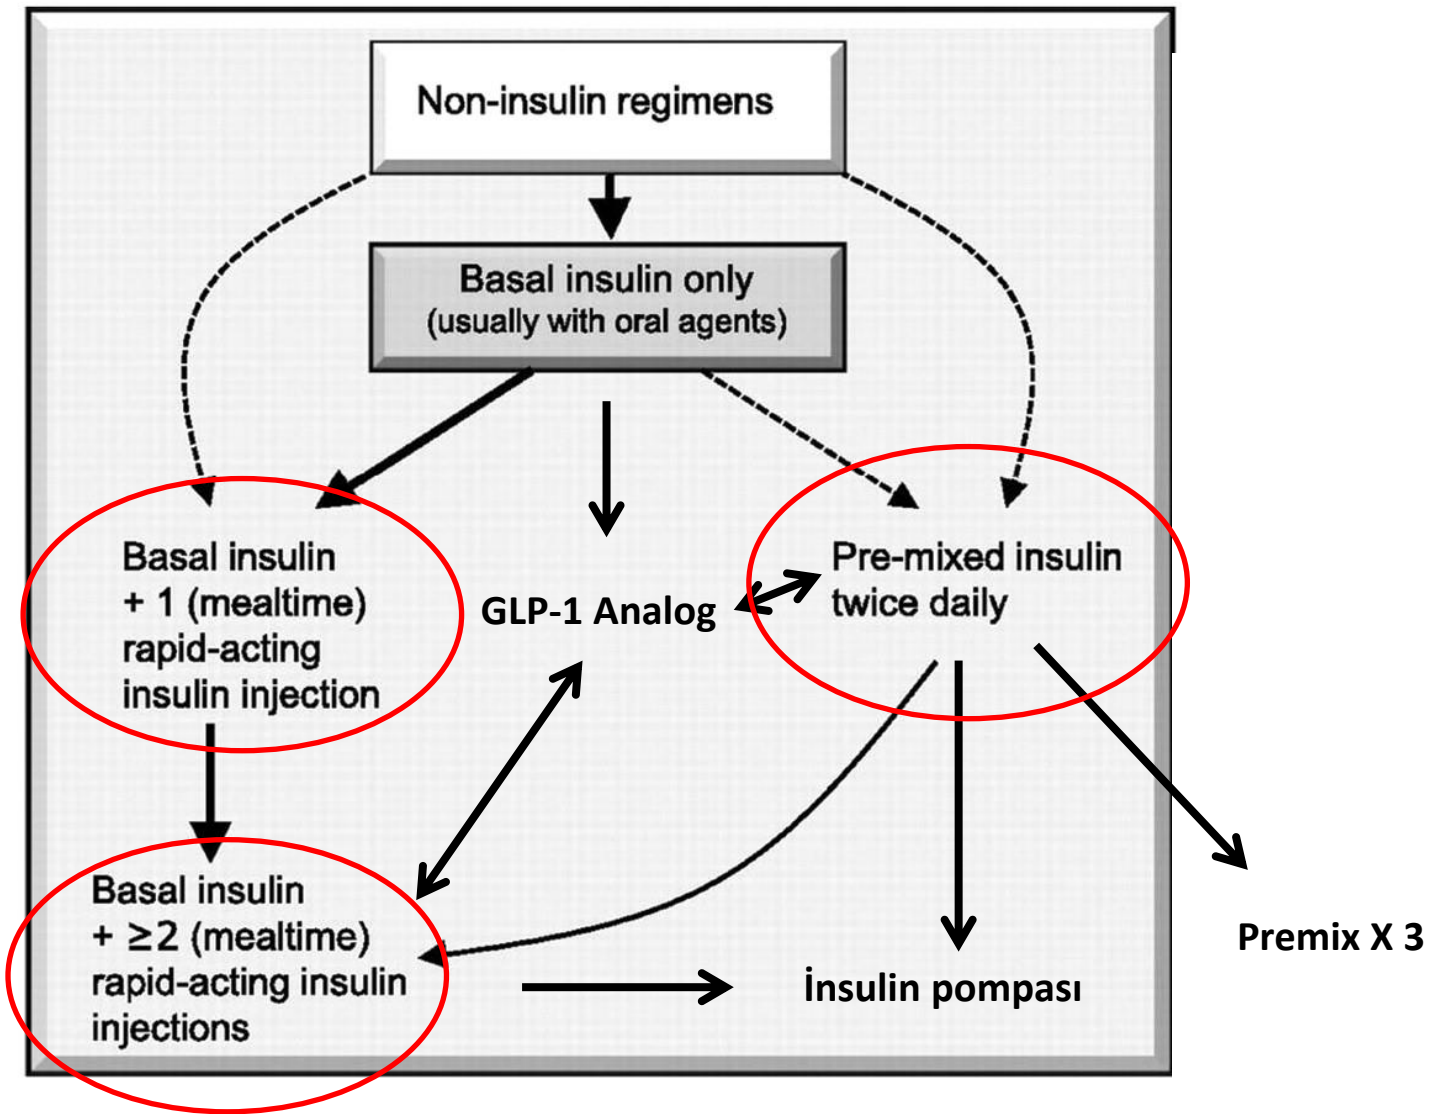 Non-insulin regimens
Basal insulin only
(usually with oral agents)
Basal insulin
+ 1 (mealtime)
rapid-acting
insulin injection
GLP-1 Analog
Pre-mixed insulin
twice daily
Basal insulin
+ ≥2 (mealtime)
rapid-acting insulin
injections
İnsulin pompası
Premix X 3